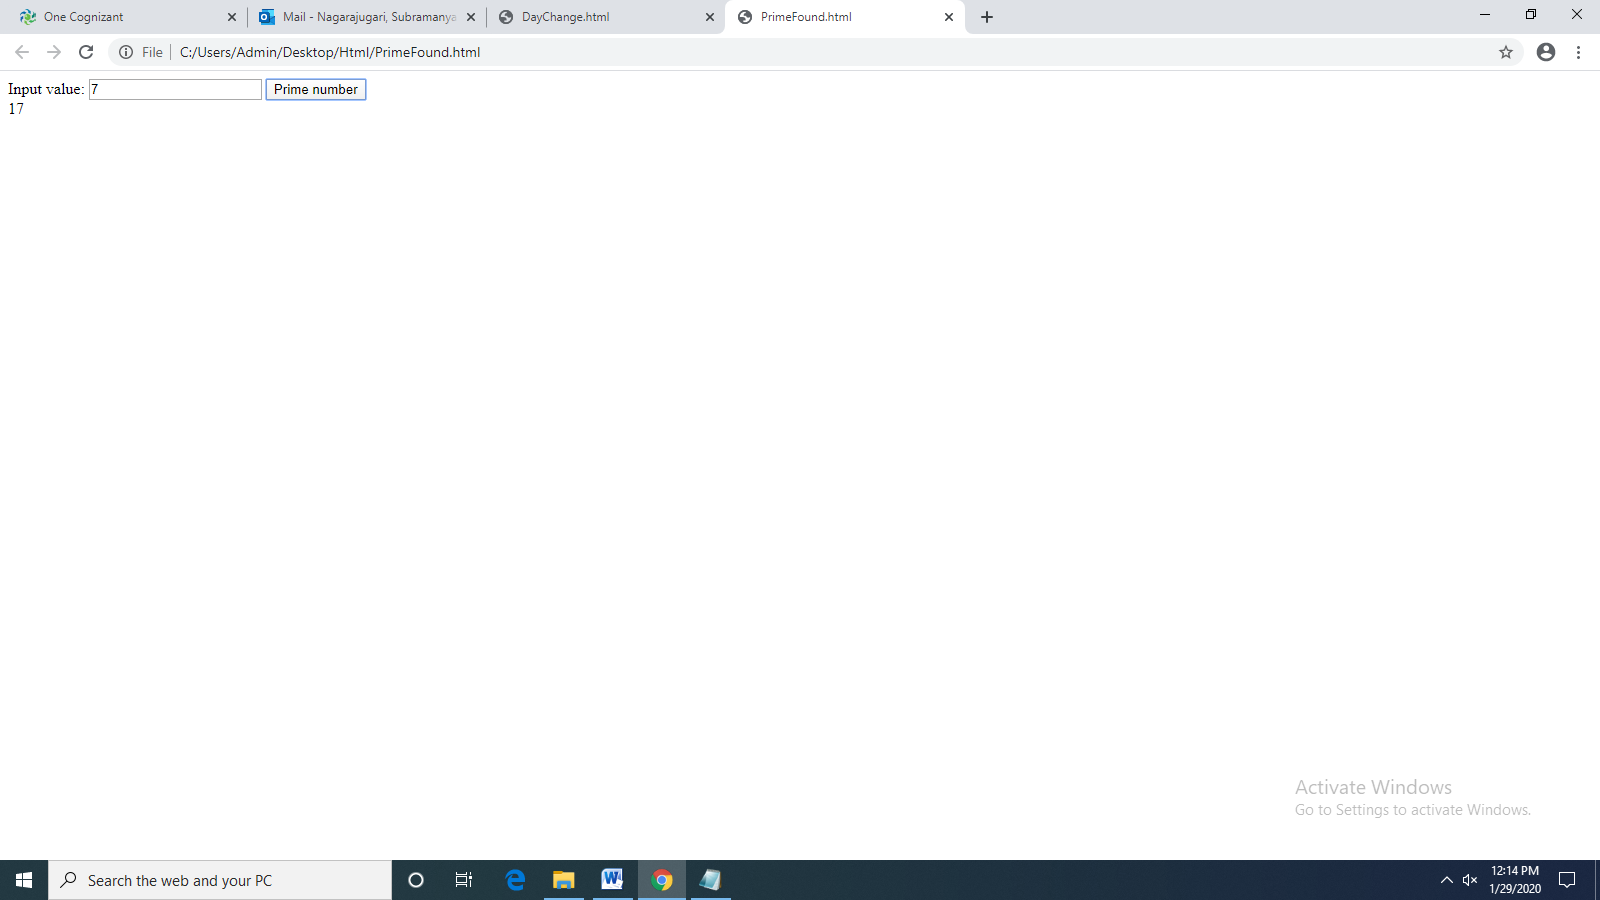 One Cognizant
Mail - Nagarajugari, Subramanya
DayChange.html
PrimeFound.html
File
C:/Users/Admin/Desktop/Html/PrimeFound.html
Input value: 7 Prime number
17
Activate Windows
Go to Settings to activate Windows.
Search the web and your PC
12:14 PM
1/29/2020